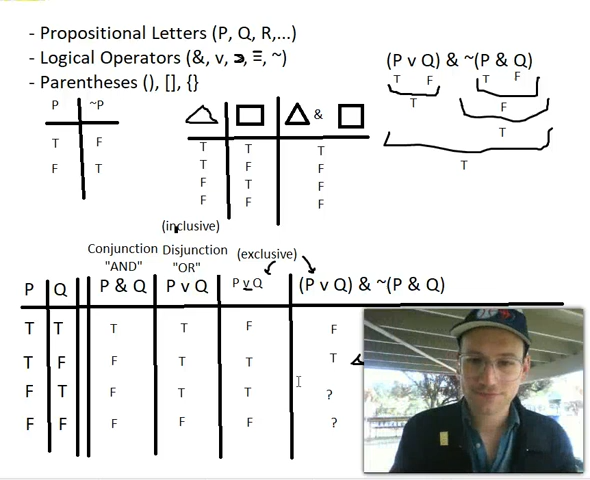 - Propositional Letters (P, Q, R,...)
- Logical Operators (&, v, ⊃, ≡, ~)
- Parentheses (), [], {}
(P v Q) & ~(P & Q)
T F T F
T F
T
T
P ~P
T F
F T
&
T T T
T F F
F T F
F F F
(inclusive)
Conjunction Disjunction (exclusive)
"AND" "OR"
P Q P & Q P v Q P v Q (P v Q) & ~(P & Q)
T T T T F F
T F F T T T
F T F T T ?
F F F F F ?